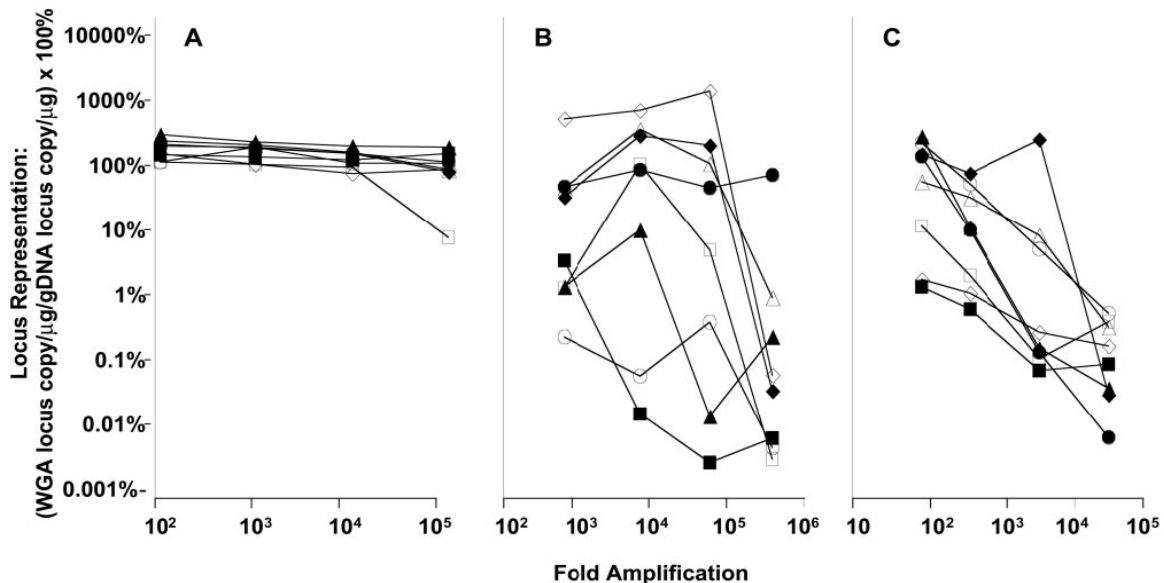 Locus Representation:
(WGA locus copy/µg/gDNA locus copy/µg) x 100%
10000%
1000%
100%
10%
1%
0.1%
0.01%
0.001%
A
B
C
10² 10³ 10⁴ 10⁵
10² 10³ 10⁴ 10⁵ 10⁶
10 10² 10³ 10⁴ 10⁵
Fold Amplification